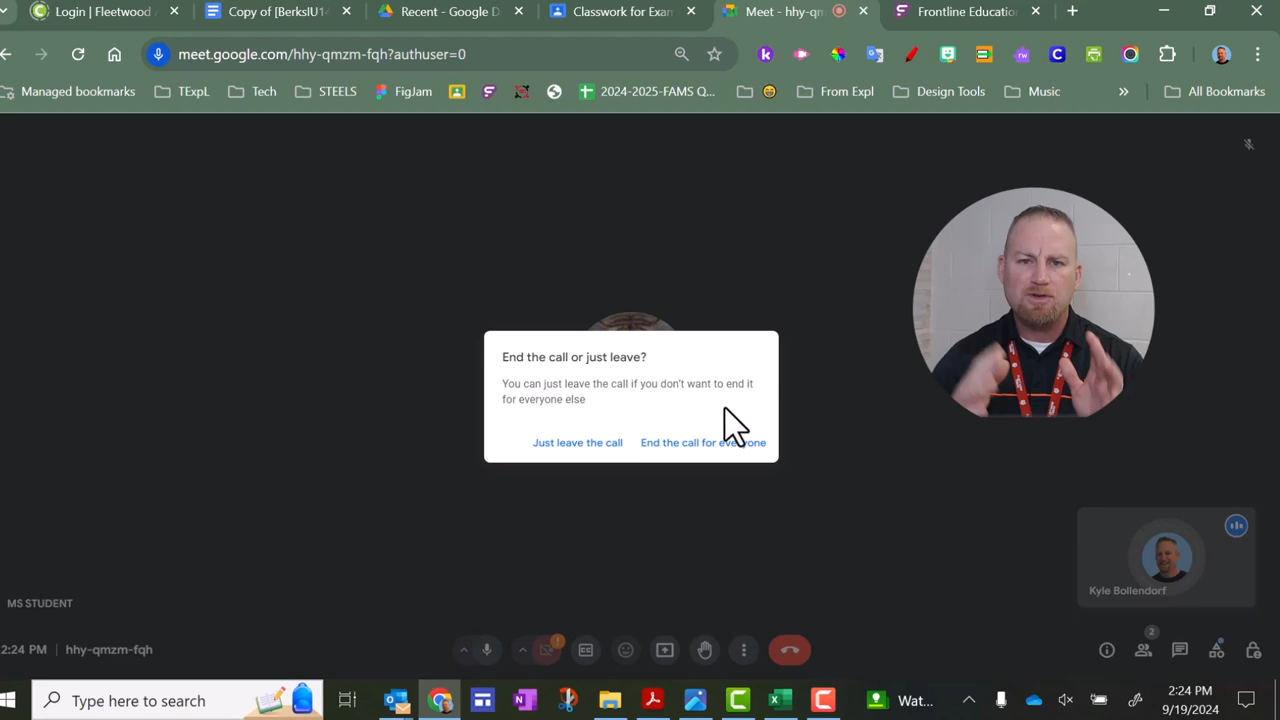 Login | Fleetwood
Copy of [BerksIU14
Recent - Google D
Classwork for Exam
Meet - hhy-qm
Frontline Education
meet.google.com/hhy-qmzm-fqh?authuser=0
Managed bookmarks
TExpL
Tech
STEELS
FigJam
2024-2025-FAMS Q...
From Expl
Design Tools
Music
All Bookmarks
End the call or just leave?
You can just leave the call if you don't want to end it
for everyone else
Just leave the call
End the call for everyone
Kyle Bollendorf
MS STUDENT
2:24 PM
hhy-qmzm-fqh
2
Type here to search
Wat...
2:24 PM
9/19/2024